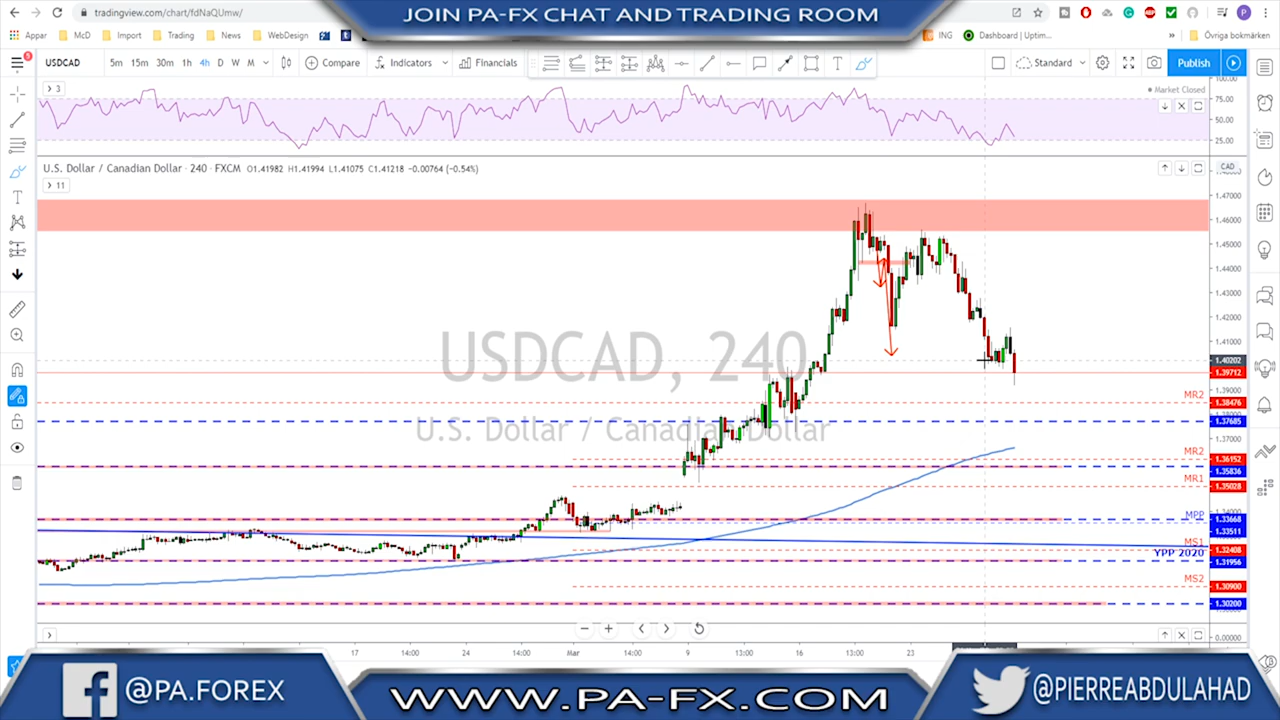 JOIN PA-FX CHAT AND TRADING ROOM
tradingview.com/chart/fdNaQUmw/
Appar McD Import Trading News WebDesign ING Dashboard | Uptim... Övriga bokmärken
USDCAD 5m 15m 30m 1h 4h D W M Compare Indicators Financials Standard Publish
3
Market Closed
100.00
75.00
50.00
25.00
U.S. Dollar / Canadian Dollar · 240 · FXCM O1.41982 H1.41994 L1.41075 C1.41218 −0.00764 (−0.54%)
CAD
11
1.47000
1.46000
1.45000
1.44000
1.43000
1.42000
1.41000
1.40202
1.39712
1.39000
MR2 1.38476
1.37685
1.37000
MR2 1.36152
1.35836
MR1 1.35028
MPP 1.33668
1.33511
MS1 1.32408
YPP 2020
1.31956
MS2 1.30900
1.30200
0.00000
USDCAD, 240
U.S. Dollar / Canadian Dollar
17 14:00 24 14:00 Mar 14:00 9 13:00 16 13:00 23
@PA.FOREX
WWW.PA-FX.COM
@PIERREABDULAHAD